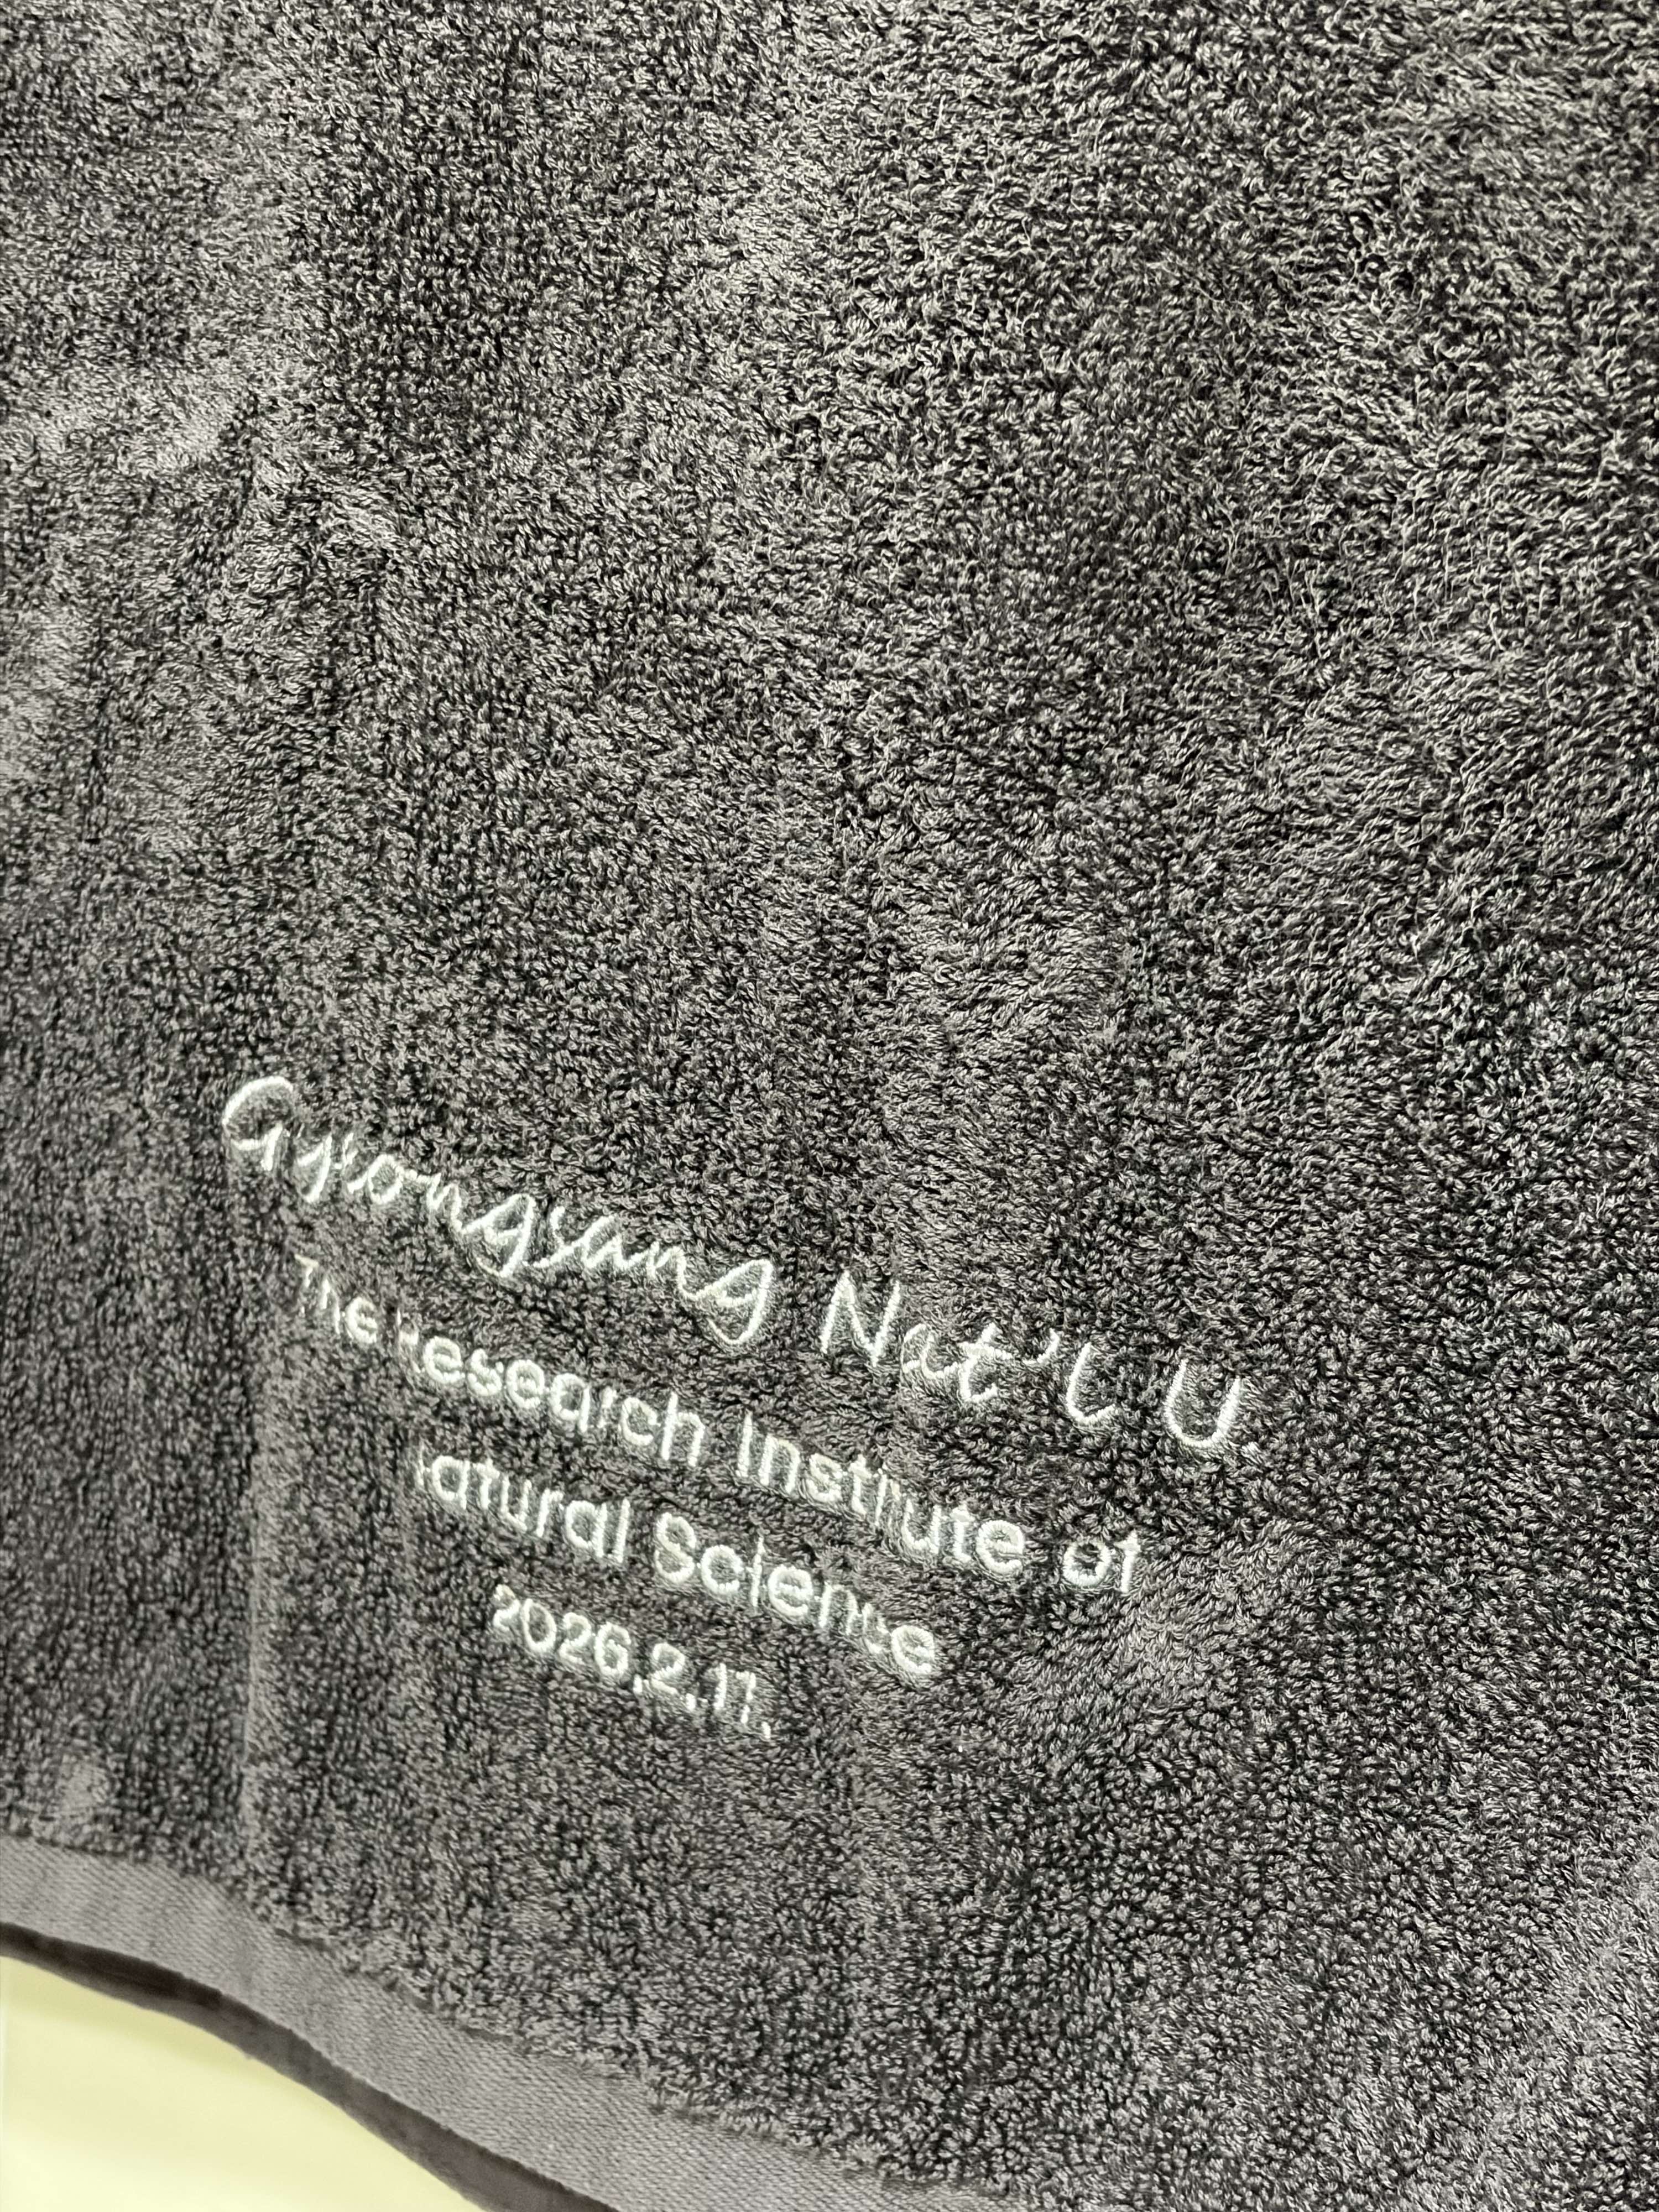 Gyeongsang Nat'l U.
The Research Institute of
Natural Science
2026.2.11.